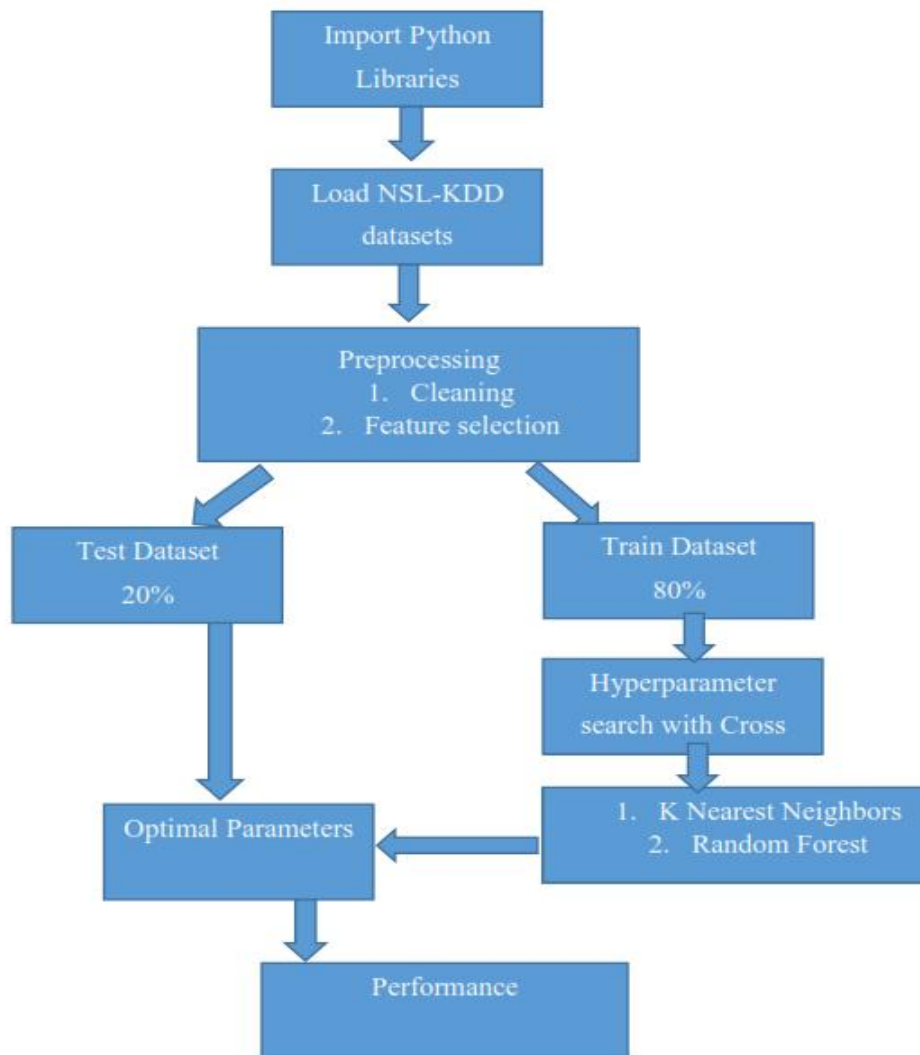 Import Python
Libraries
Load NSL-KDD
datasets
Preprocessing
1. Cleaning
2. Feature selection
Test Dataset
20%
Train Dataset
80%
Hyperparameter
search with Cross
1. K Nearest Neighbors
2. Random Forest
Optimal Parameters
Performance